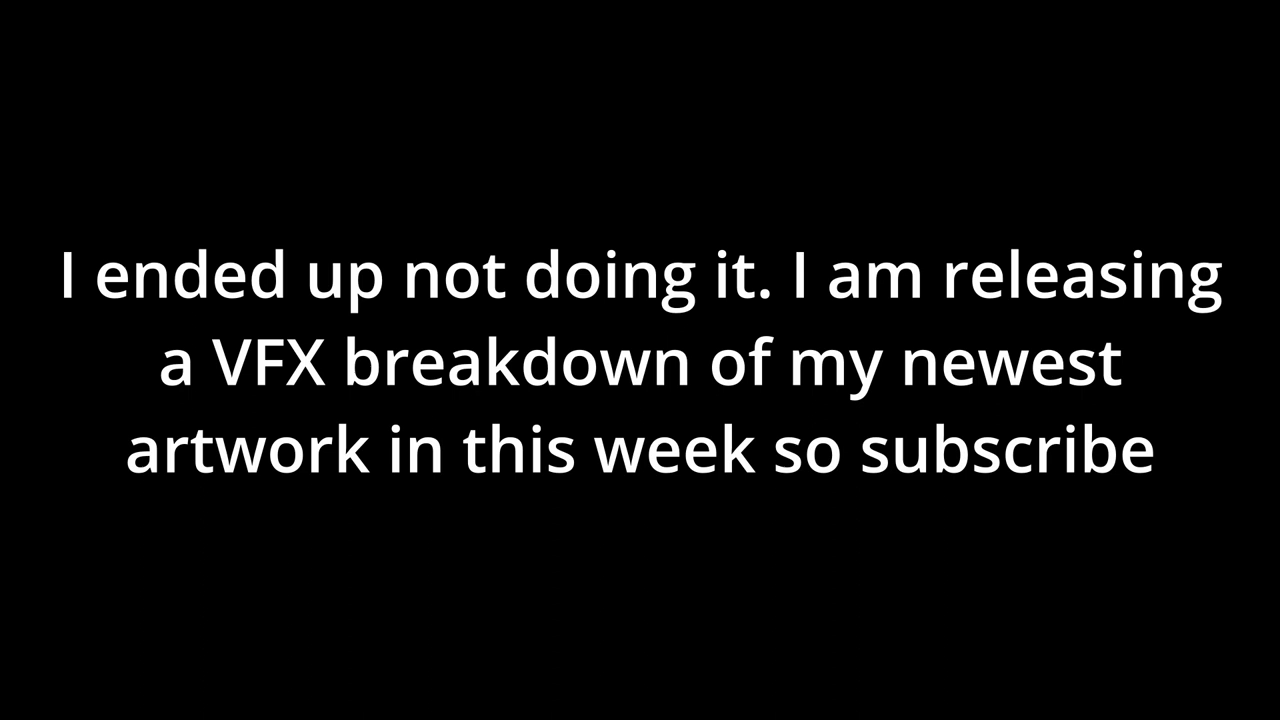 I ended up not doing it. I am releasing
a VFX breakdown of my newest
artwork in this week so subscribe